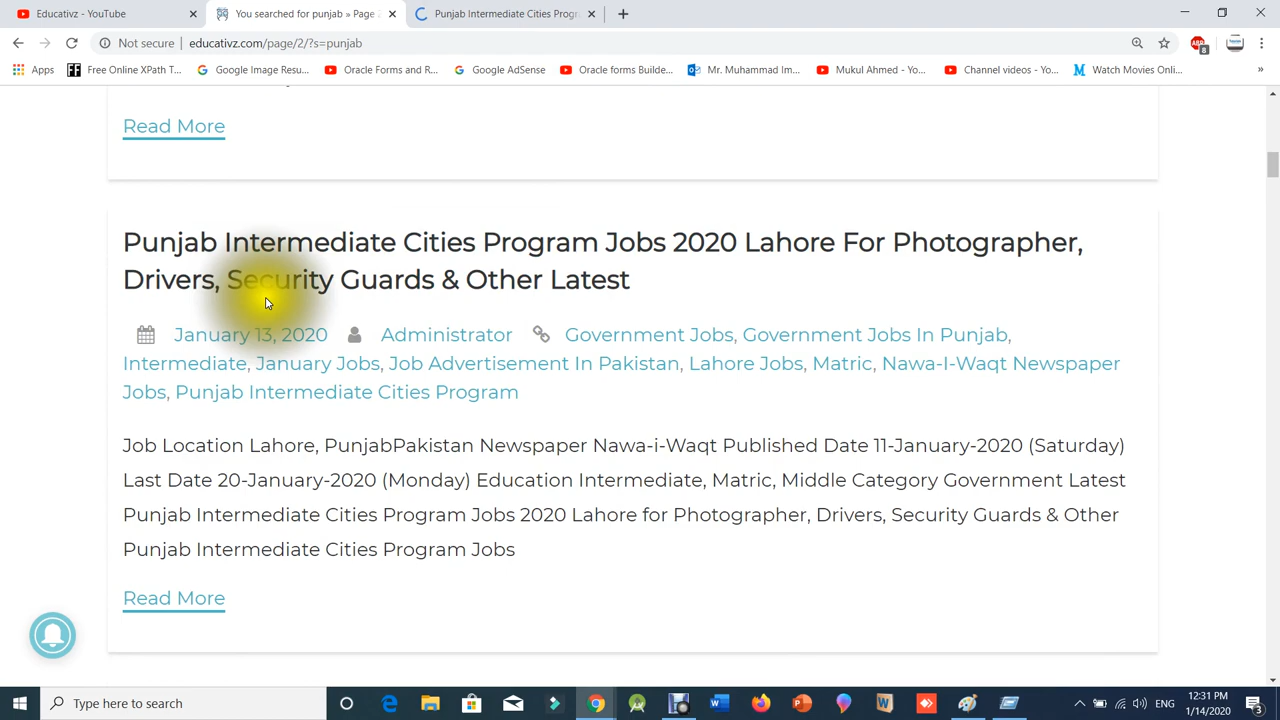 Educativz - YouTube
You searched for punjab » Page 2
Punjab Intermediate Cities Progr
Not secure
educativz.com/page/2/?s=punjab
ABP
8
Apps
Free Online XPath T...
Google Image Resu...
Oracle Forms and R...
Google AdSense
Oracle forms Builde...
Mr. Muhammad Im...
Mukul Ahmed - Yo...
Channel videos - Yo...
Watch Movies Onli...
»
Read More
Punjab Intermediate Cities Program Jobs 2020 Lahore For Photographer,
Drivers, Security Guards & Other Latest
January 13, 2020 Administrator Government Jobs, Government Jobs In Punjab,
Intermediate, January Jobs, Job Advertisement In Pakistan, Lahore Jobs, Matric, Nawa-I-Waqt Newspaper
Jobs, Punjab Intermediate Cities Program
Job Location Lahore, PunjabPakistan Newspaper Nawa-i-Waqt Published Date 11-January-2020 (Saturday)
Last Date 20-January-2020 (Monday) Education Intermediate, Matric, Middle Category Government Latest
Punjab Intermediate Cities Program Jobs 2020 Lahore for Photographer, Drivers, Security Guards & Other
Punjab Intermediate Cities Program Jobs
Read More
Type here to search
ENG
12:31 PM
1/14/2020
3